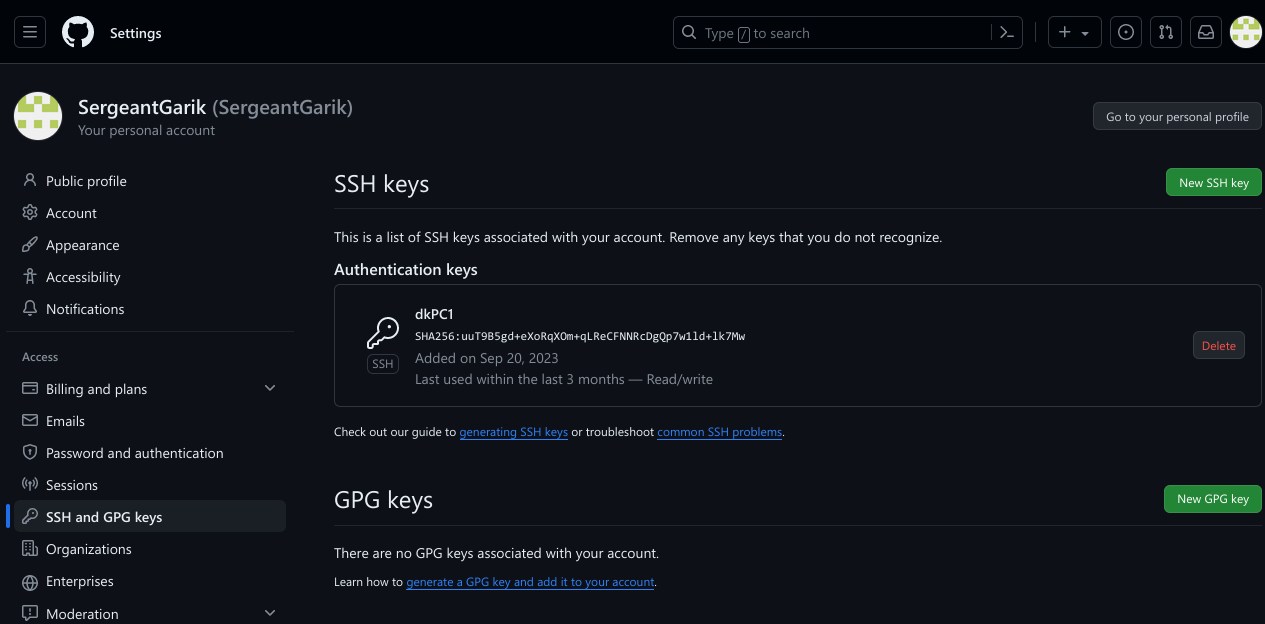 Settings
Type / to search
SergeantGarik (SergeantGarik)
Your personal account
Go to your personal profile
Public profile
Account
Appearance
Accessibility
Notifications
Access
Billing and plans
Emails
Password and authentication
Sessions
SSH and GPG keys
Organizations
Enterprises
Moderation
SSH keys
New SSH key
This is a list of SSH keys associated with your account. Remove any keys that you do not recognize.
Authentication keys
dkPC1
SHA256:uuT9B5gd+eXoRqXOm+qLReCFNNRcDgQp7w1ld+lk7Mw
SSH
Added on Sep 20, 2023
Last used within the last 3 months — Read/write
Delete
Check out our guide to generating SSH keys or troubleshoot common SSH problems.
GPG keys
New GPG key
There are no GPG keys associated with your account.
Learn how to generate a GPG key and add it to your account.